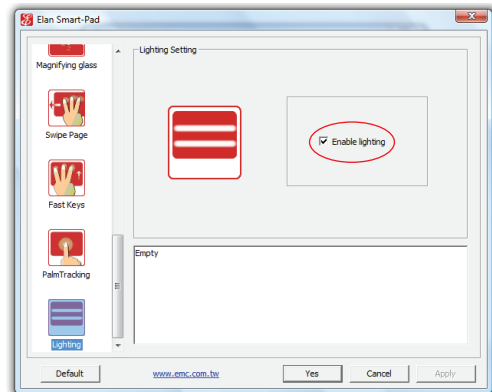 Elan Smart-Pad
Magnifying glass
Swipe Page
Fast Keys
PalmTracking
Lighting
Lighting Setting
Enable lighting
Empty
Default
www.emc.com.tw
Yes
Cancel
Apply